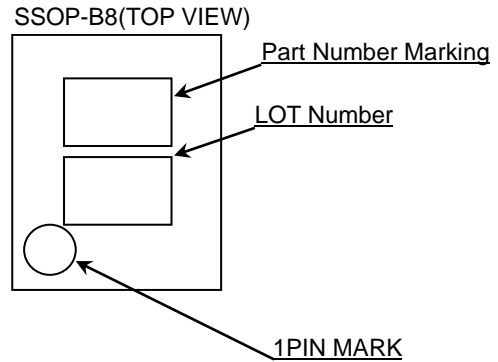 SSOP-B8(TOP VIEW)
Part Number Marking
LOT Number
1PIN MARK